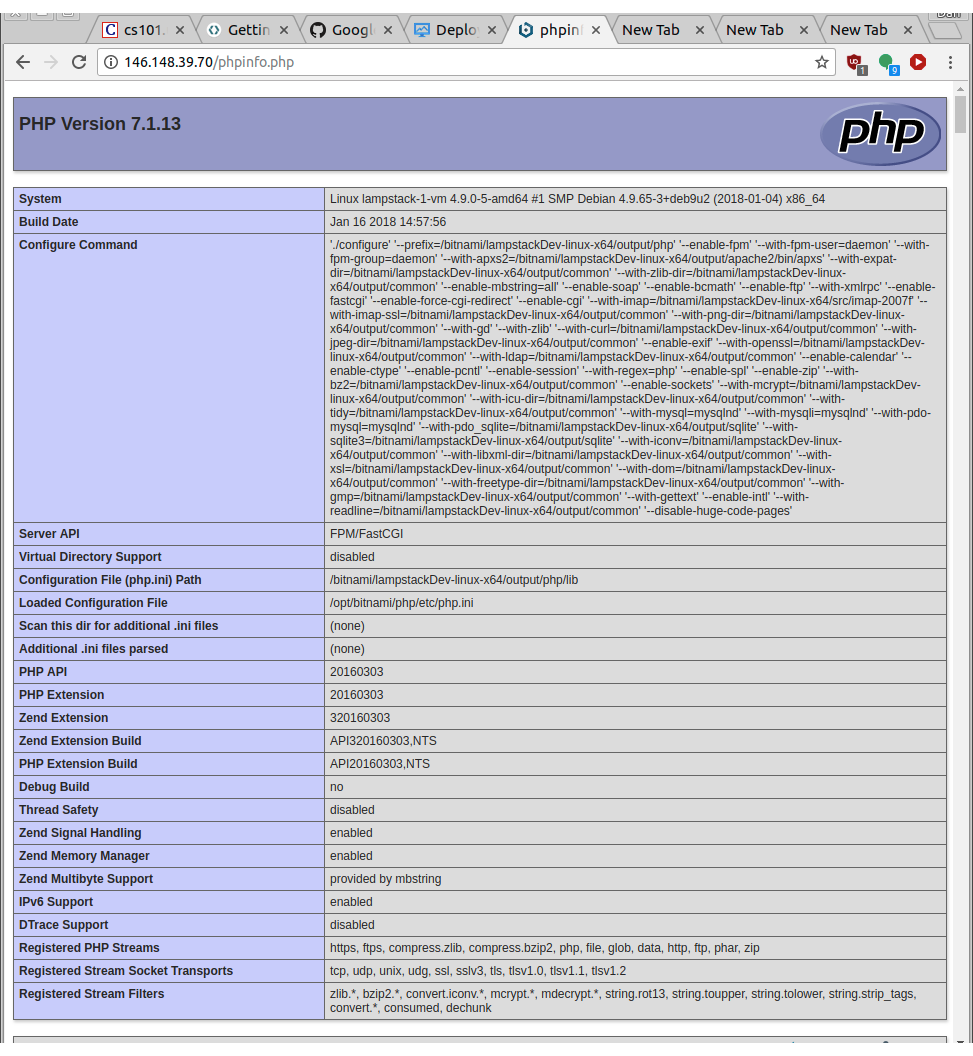 Dan
cs101.
Gettin
Googl
Deplo
phpinf
New Tab
New Tab
New Tab
146.148.39.70/phpinfo.php
1
9
PHP Version 7.1.13
php
System Linux lampstack-1-vm 4.9.0-5-amd64 #1 SMP Debian 4.9.65-3+deb9u2 (2018-01-04) x86_64
Build Date Jan 16 2018 14:57:56
Configure Command './configure' '--prefix=/bitnami/lampstackDev-linux-x64/output/php' '--enable-fpm' '--with-fpm-user=daemon' '--with-
fpm-group=daemon' '--with-apxs2=/bitnami/lampstackDev-linux-x64/output/apache2/bin/apxs' '--with-expat-
dir=/bitnami/lampstackDev-linux-x64/output/common' '--with-zlib-dir=/bitnami/lampstackDev-linux-
x64/output/common' '--enable-mbstring=all' '--enable-soap' '--enable-bcmath' '--enable-ftp' '--with-xmlrpc' '--enable-
fastcgi' '--enable-force-cgi-redirect' '--enable-cgi' '--with-imap=/bitnami/lampstackDev-linux-x64/src/imap-2007f' '--
with-imap-ssl=/bitnami/lampstackDev-linux-x64/output/common' '--with-png-dir=/bitnami/lampstackDev-linux-
x64/output/common' '--with-gd' '--with-zlib' '--with-curl=/bitnami/lampstackDev-linux-x64/output/common' '--with-
jpeg-dir=/bitnami/lampstackDev-linux-x64/output/common' '--enable-exif' '--with-openssl=/bitnami/lampstackDev-
linux-x64/output/common' '--with-ldap=/bitnami/lampstackDev-linux-x64/output/common' '--enable-calendar' '--
enable-ctype' '--enable-pcntl' '--enable-session' '--with-regex=php' '--enable-spl' '--enable-zip' '--with-
bz2=/bitnami/lampstackDev-linux-x64/output/common' '--enable-sockets' '--with-mcrypt=/bitnami/lampstackDev-
linux-x64/output/common' '--with-icu-dir=/bitnami/lampstackDev-linux-x64/output/common' '--with-
tidy=/bitnami/lampstackDev-linux-x64/output/common' '--with-mysql=mysqlnd' '--with-mysqli=mysqlnd' '--with-pdo-
mysql=mysqlnd' '--with-pdo_sqlite=/bitnami/lampstackDev-linux-x64/output/sqlite' '--with-
sqlite3=/bitnami/lampstackDev-linux-x64/output/sqlite' '--with-iconv=/bitnami/lampstackDev-linux-
x64/output/common' '--with-libxml-dir=/bitnami/lampstackDev-linux-x64/output/common' '--with-
xsl=/bitnami/lampstackDev-linux-x64/output/common' '--with-dom=/bitnami/lampstackDev-linux-
x64/output/common' '--with-freetype-dir=/bitnami/lampstackDev-linux-x64/output/common' '--with-
gmp=/bitnami/lampstackDev-linux-x64/output/common' '--with-gettext' '--enable-intl' '--with-
readline=/bitnami/lampstackDev-linux-x64/output/common' '--disable-huge-code-pages'
Server API FPM/FastCGI
Virtual Directory Support disabled
Configuration File (php.ini) Path /bitnami/lampstackDev-linux-x64/output/php/lib
Loaded Configuration File /opt/bitnami/php/etc/php.ini
Scan this dir for additional .ini files (none)
Additional .ini files parsed (none)
PHP API 20160303
PHP Extension 20160303
Zend Extension 320160303
Zend Extension Build API320160303,NTS
PHP Extension Build API20160303,NTS
Debug Build no
Thread Safety disabled
Zend Signal Handling enabled
Zend Memory Manager enabled
Zend Multibyte Support provided by mbstring
IPv6 Support enabled
DTrace Support disabled
Registered PHP Streams https, ftps, compress.zlib, compress.bzip2, php, file, glob, data, http, ftp, phar, zip
Registered Stream Socket Transports tcp, udp, unix, udg, ssl, sslv3, tls, tlsv1.0, tlsv1.1, tlsv1.2
Registered Stream Filters zlib.*, bzip2.*, convert.iconv.*, mcrypt.*, mdecrypt.*, string.rot13, string.toupper, string.tolower, string.strip_tags,
convert.*, consumed, dechunk